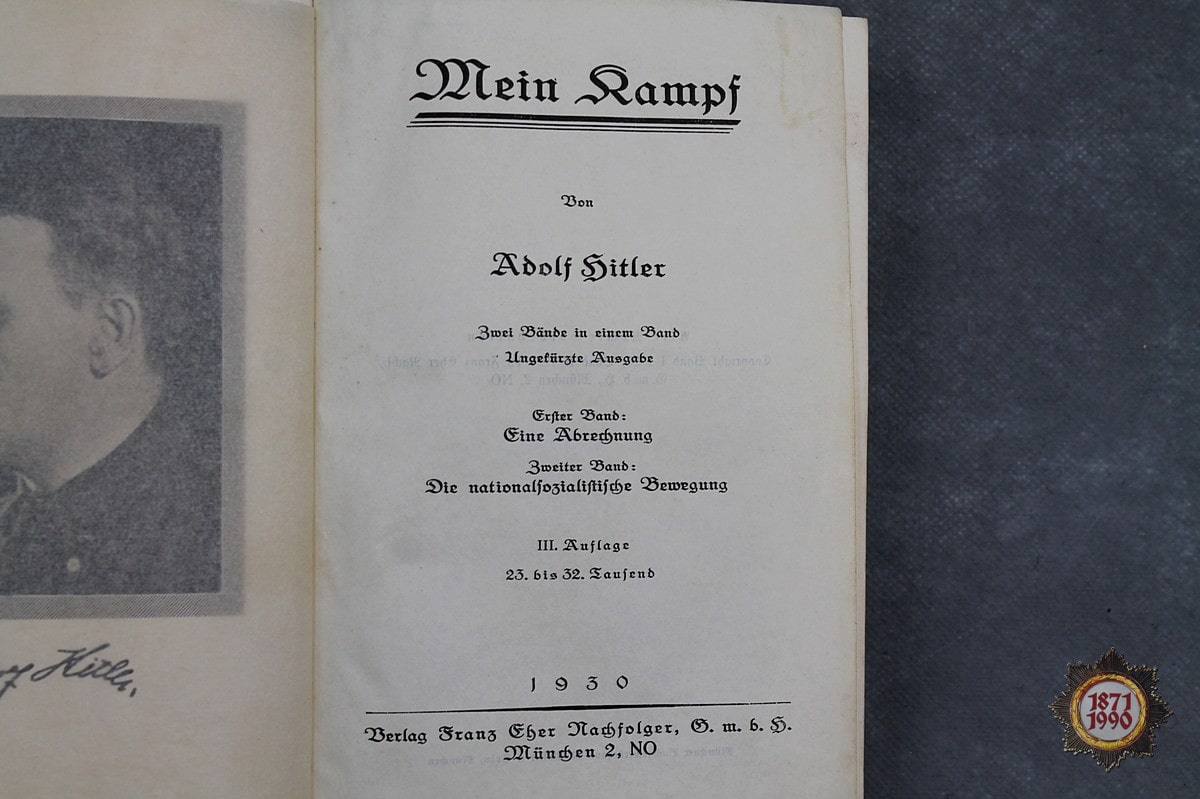 Mein Kampf
Von
Adolf Hitler
Zwei Bände in einem Band
Ungekürzte Ausgabe
Erster Band:
Eine Abrechnung
Zweiter Band:
Die nationalsozialistische Bewegung
III. Auflage
23. bis 32. Tausend
1930
Verlag Franz Eher Nachfolger, G. m. b. H.
München 2, NO
Hitler.
1871
1990